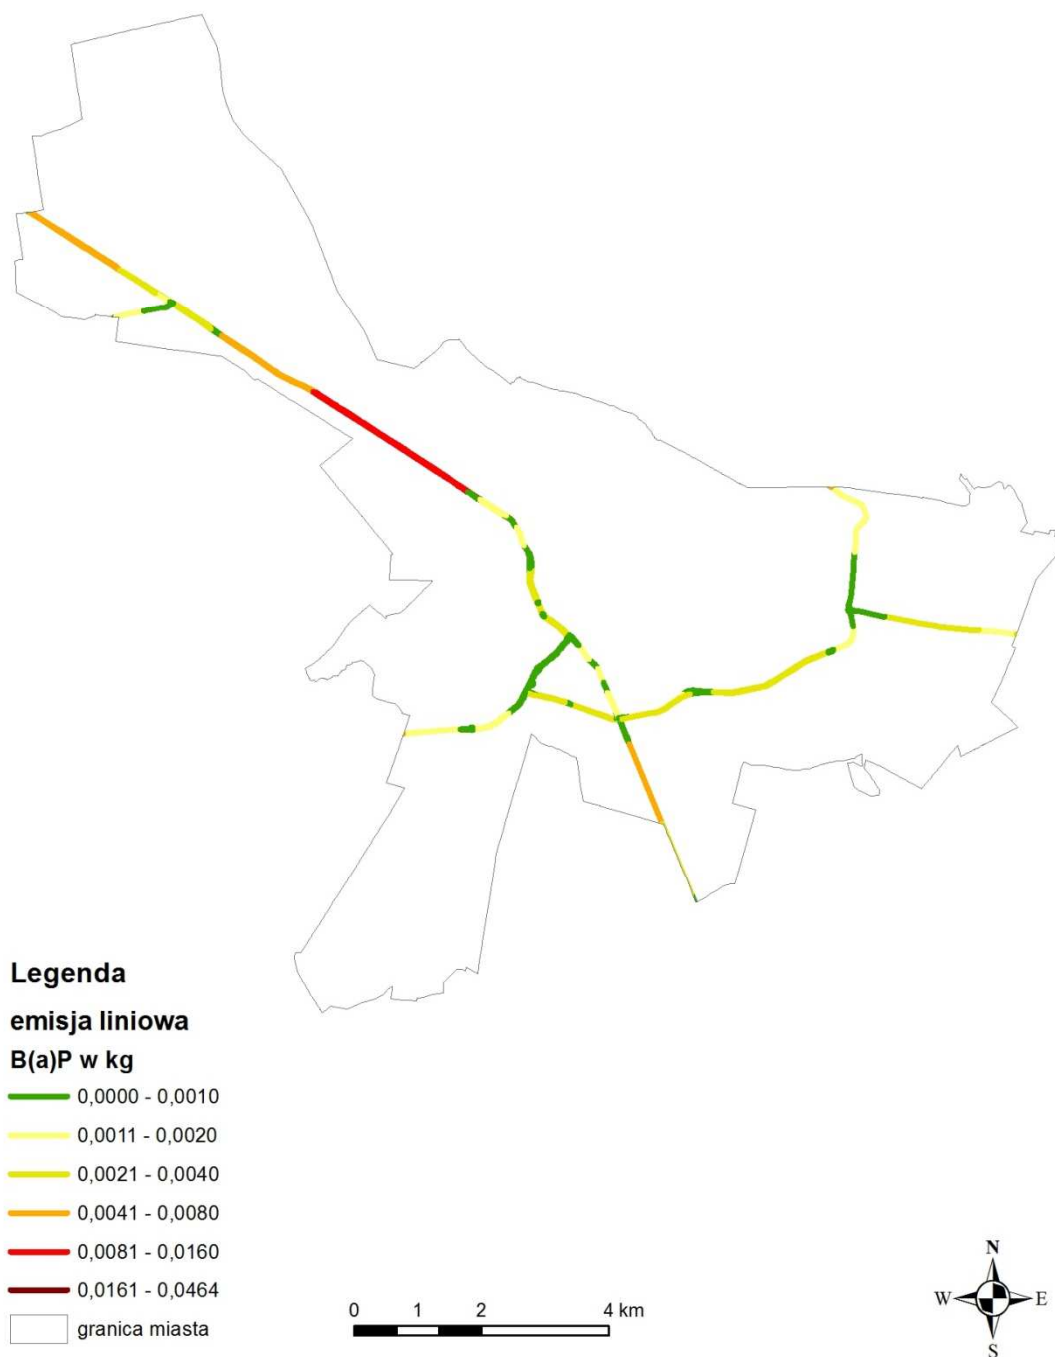 Legenda
emisja liniowa
B(a)P w kg
0,0000 - 0,0010
0,0011 - 0,0020
0,0021 - 0,0040
0,0041 - 0,0080
0,0081 - 0,0160
0,0161 - 0,0464
granica miasta
0 1 2 4 km
N
W E
S